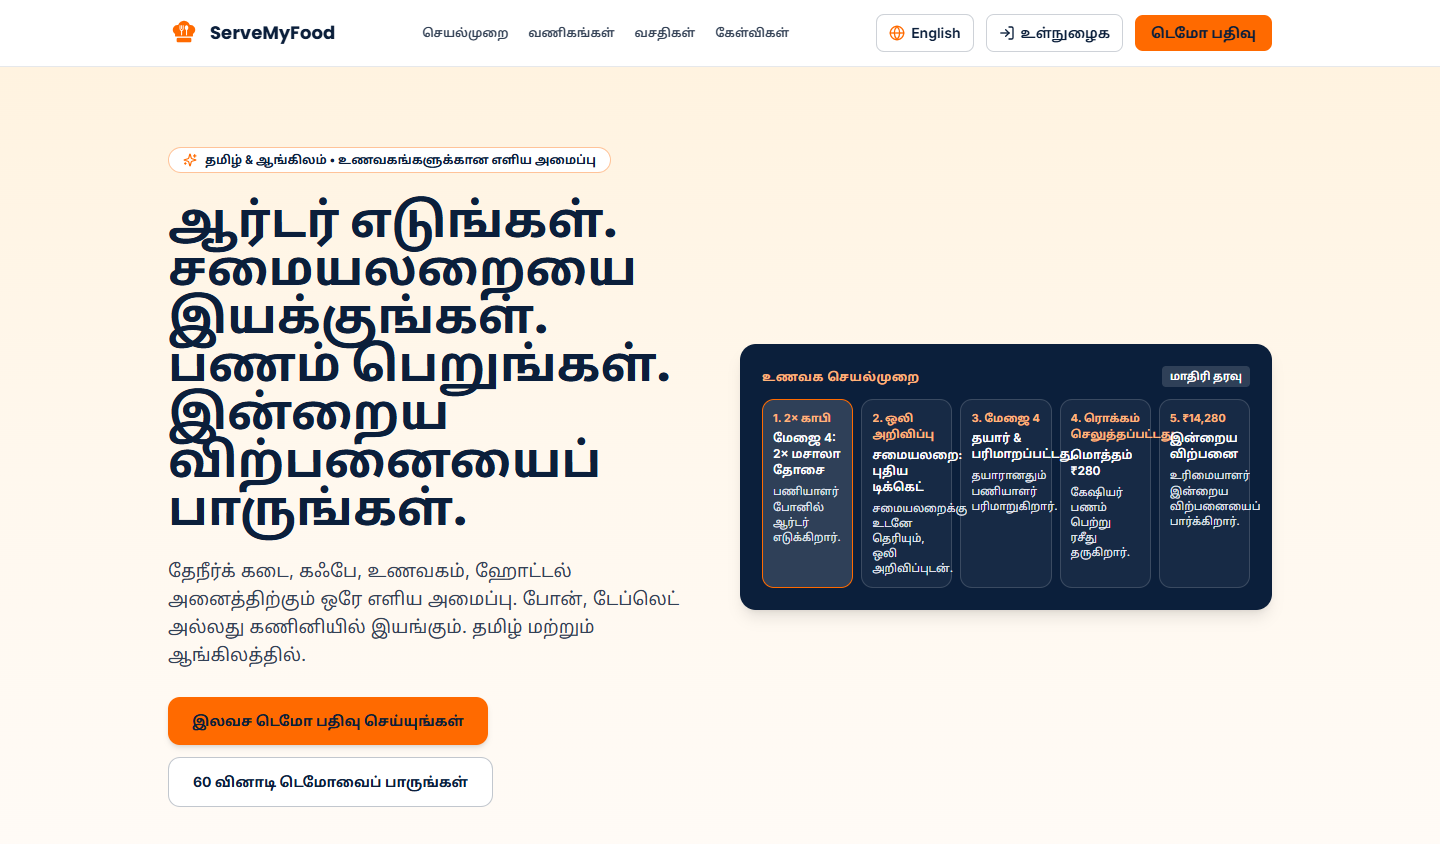 ServeMyFood
செயல்முறை வணிகங்கள் வசதிகள் கேள்விகள்
English
உள்நுழைக
டெமோ பதிவு
தமிழ் & ஆங்கிலம் • உணவகங்களுக்கான எளிய அமைப்பு
ஆர்டர் எடுங்கள்.
சமையலறையை
இயக்குங்கள்.
பணம் பெறுங்கள்.
இன்றைய
விற்பனையைப்
பாருங்கள்.
தேநீர்க் கடை, கஃபே, உணவகம், ஹோட்டல்
அனைத்திற்கும் ஒரே எளிய அமைப்பு. போன், டேப்லெட்
அல்லது கணினியில் இயங்கும். தமிழ் மற்றும்
ஆங்கிலத்தில்.
இலவச டெமோ பதிவு செய்யுங்கள்
60 வினாடி டெமோவைப் பாருங்கள்
உணவக செயல்முறை
மாதிரி தரவு
1. 2× காபி
மேஜை 4:
2× மசாலா
தோசை
பணியாளர்
போனில்
ஆர்டர்
எடுக்கிறார்.
2. ஒலி
அறிவிப்பு
சமையலறை:
புதிய
டிக்கெட்
சமையலறைக்கு
உடனே
தெரியும்,
ஒலி
அறிவிப்புடன்.
3. மேஜை 4
தயார் &
பரிமாறப்பட்டது
தயாரானதும்
பணியாளர்
பரிமாறுகிறார்.
4. ரொக்கம்
செலுத்தப்பட்டது
மொத்தம்
₹280
கேஷியர்
பணம்
பெற்று
ரசீது
தருகிறார்.
5. ₹14,280
இன்றைய
விற்பனை
உரிமையாளர்
இன்றைய
விற்பனையைப்
பார்க்கிறார்.